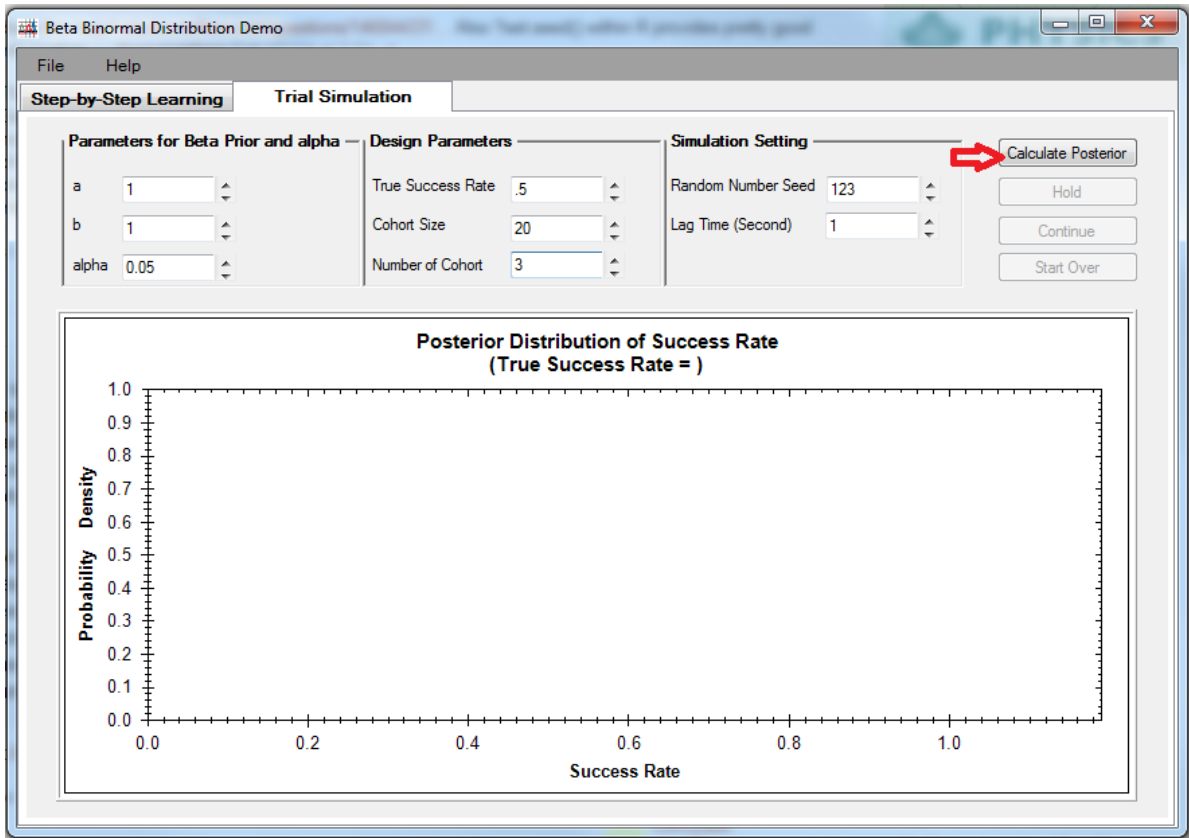 Beta Binormal Distribution Demo
File Help
Step-by-Step Learning Trial Simulation
Parameters for Beta Prior and alpha Design Parameters Simulation Setting
Calculate Posterior
a 1 True Success Rate .5 Random Number Seed 123
Hold
b 1 Cohort Size 20 Lag Time (Second) 1
Continue
alpha 0.05 Number of Cohort 3
Start Over
Posterior Distribution of Success Rate
(True Success Rate = )
1.0
0.9
0.8
0.7
0.6
0.5
0.4
0.3
0.2
0.1
0.0
Probability Density
0.0 0.2 0.4 0.6 0.8 1.0
Success Rate